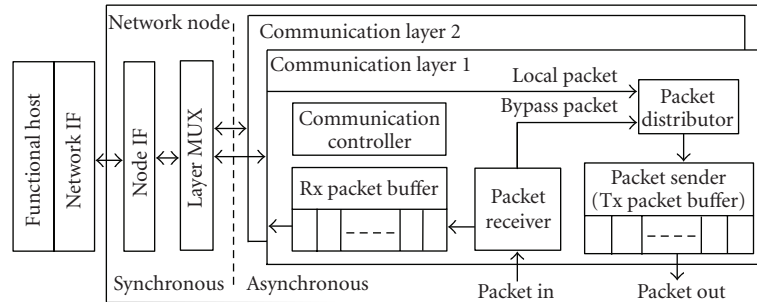 Network node
Communication layer 2
Communication layer 1
Functional host
Network IF
Node IF
Layer MUX
Local packet
Bypass packet
Packet
distributor
Communication
controller
Rx packet buffer
Packet
receiver
Packet sender
(Tx packet buffer)
Synchronous
Asynchronous
Packet in
Packet out